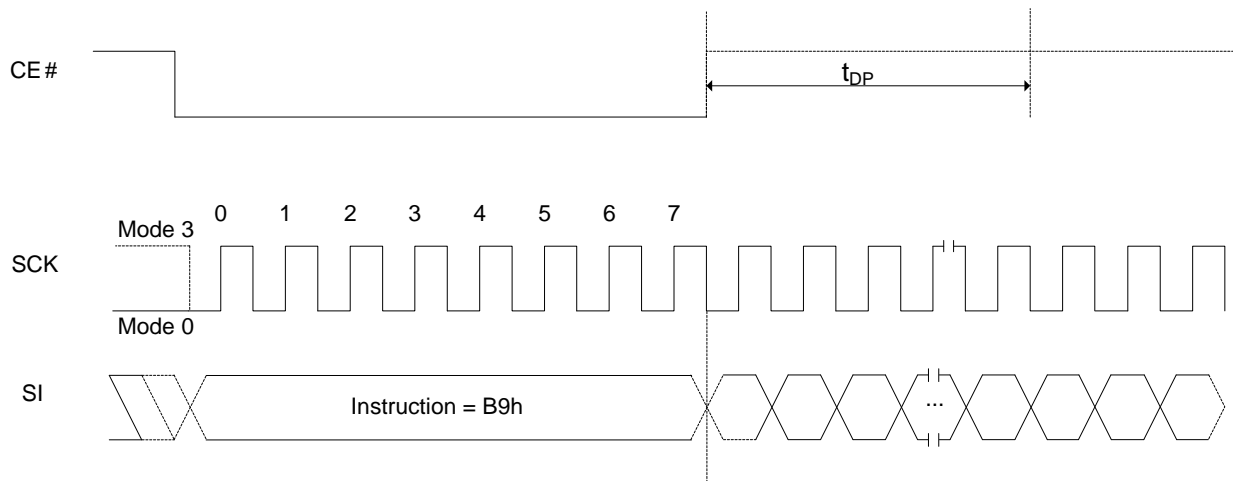 CE#
tDP
0 1 2 3 4 5 6 7
Mode 3
SCK
Mode 0
SI
Instruction = B9h
...